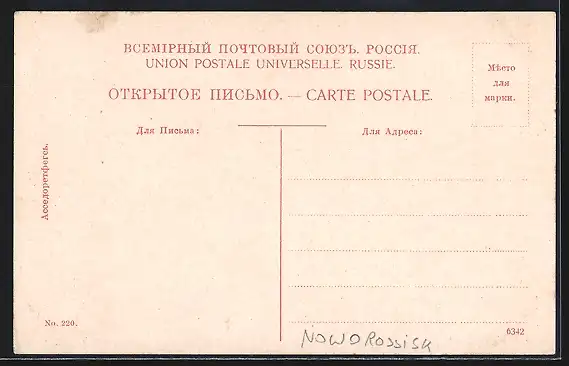 ВСЕМІРНЫЙ ПОЧТОВЫЙ СОЮЗЪ. РОССІЯ.
UNION POSTALE UNIVERSELLE. RUSSIE.
ОТКРЫТОЕ ПИСЬМО. — CARTE POSTALE.
Мѣсто
для
марки.
Для Письма:
Для Адреса:
Асседоретфегсъ.
No. 220.
6342
NOWOROSSISK